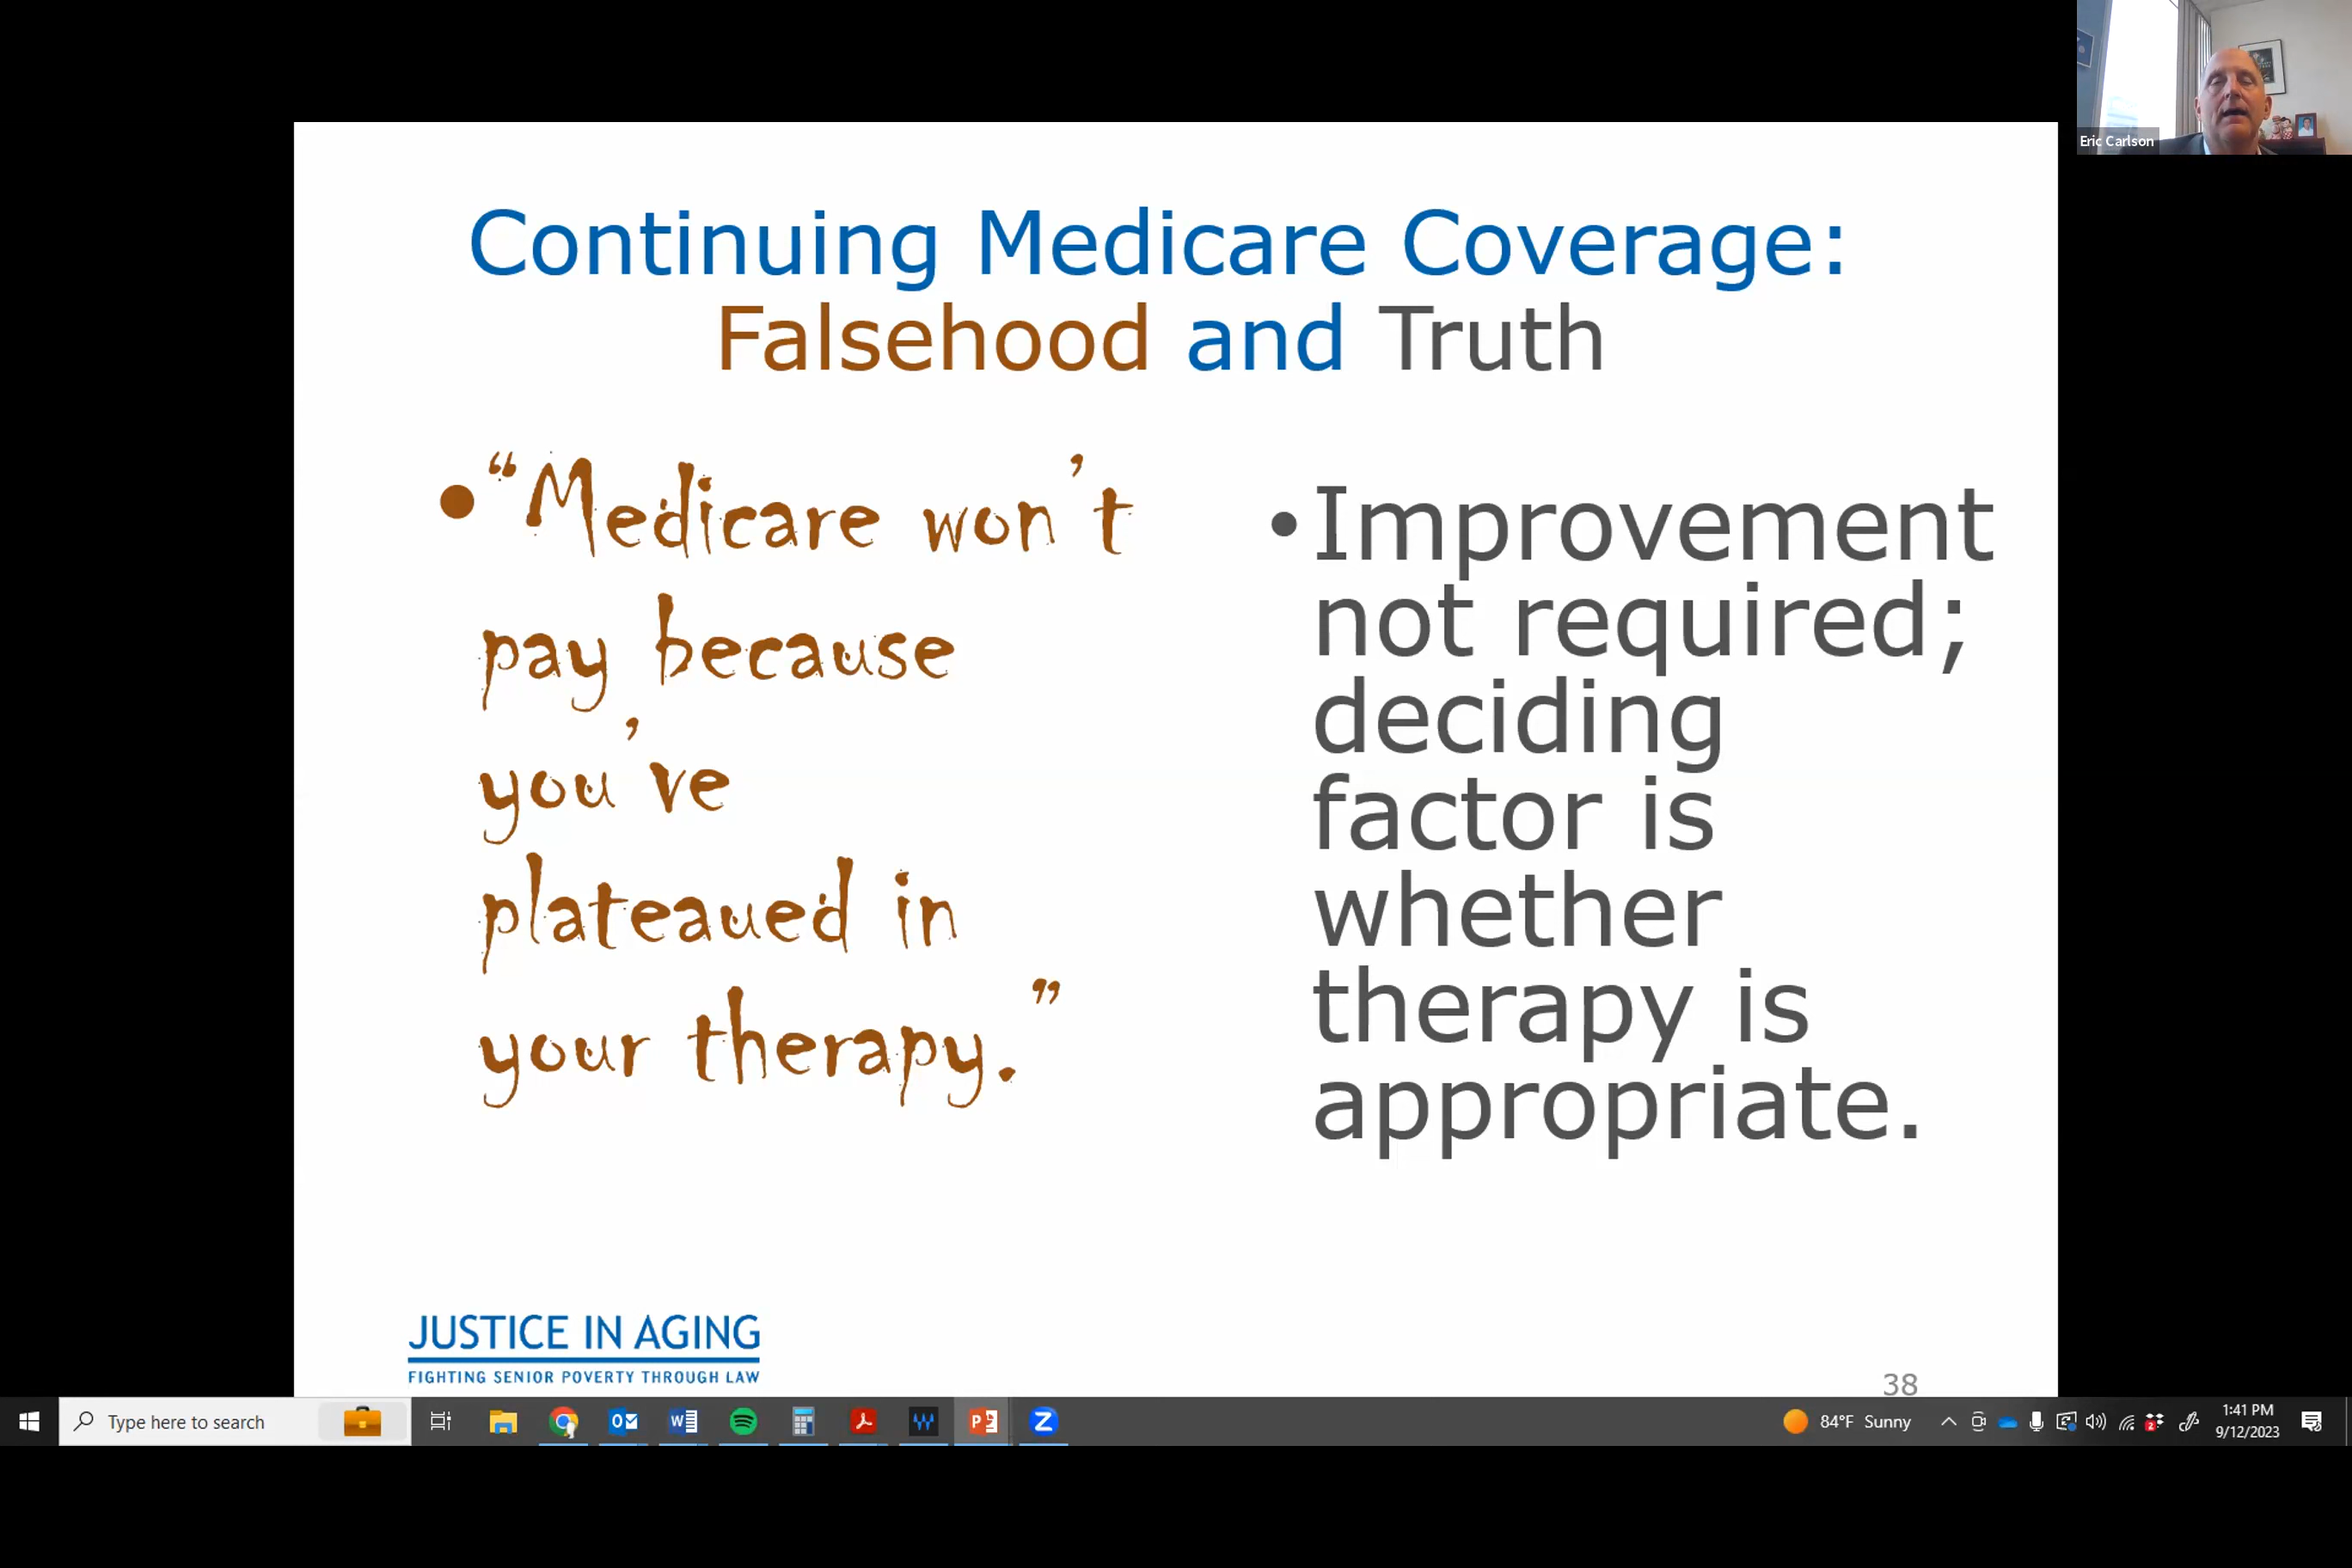 Eric Carlson
Continuing Medicare Coverage:
Falsehood and Truth
•“Medicare won’t
pay because
you’ve
plateaued in
your therapy.”
•Improvement
not required;
deciding
factor is
whether
therapy is
appropriate.
JUSTICE IN AGING
FIGHTING SENIOR POVERTY THROUGH LAW
38
Type here to search
84°F Sunny
1:41 PM
9/12/2023